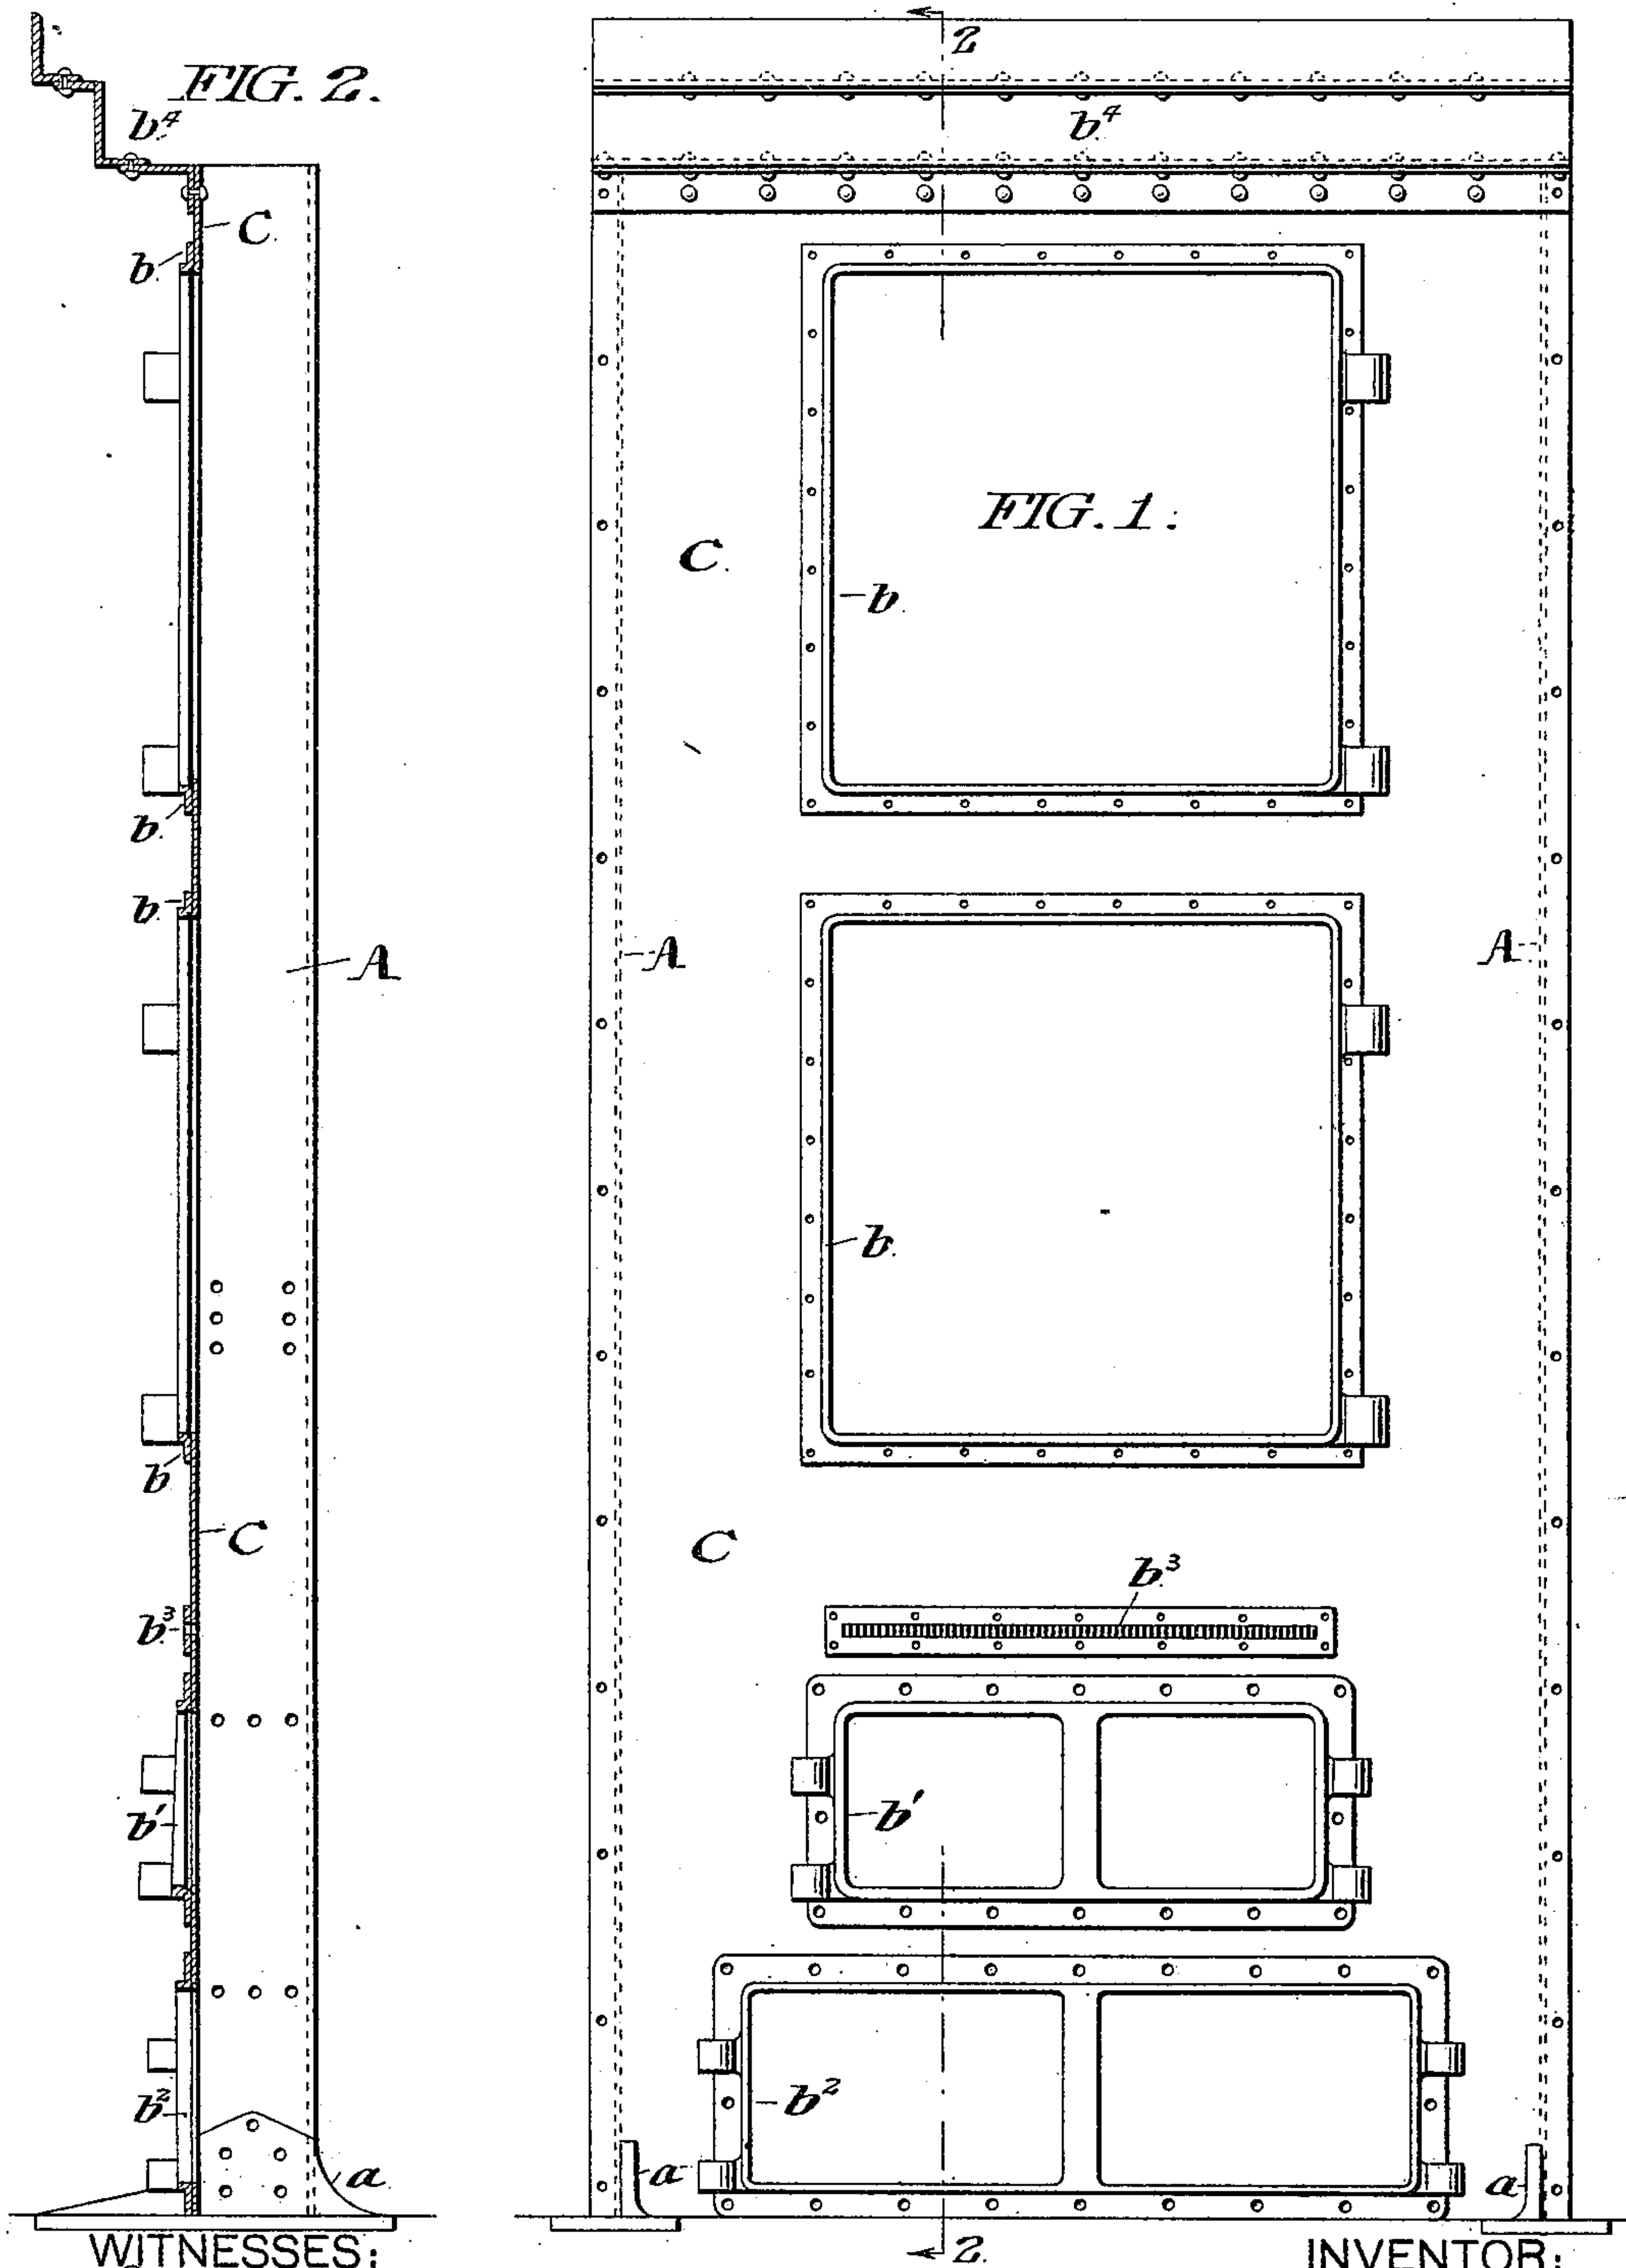 FIG. 2.
b⁴
C.
b.
b.
b.
A
b
C
b³
b'
b²
a
WITNESSES:
2
b⁴
FIG. 1.
C.
b.
A
A
b.
C
b³
b'
b²
a
a
2.
INVENTOR: